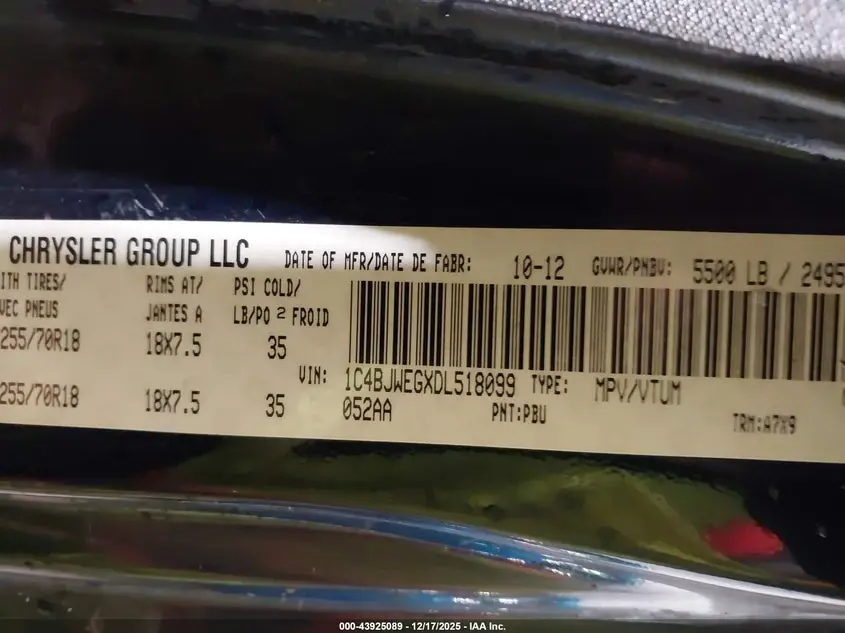 CHRYSLER GROUP LLC DATE OF MFR/DATE DE FABR: 10-12 GVWR/PNBV: 5500 LB / 2495
ITH TIRES/ RIMS AT/ PSI COLD/
VEC PNEUS JANTES A LB/PO 2 FROID
255/70R18 18X7.5 35
VIN: 1C4BJWEGXDL518099 TYPE: MPV/VTUM
255/70R18 18X7.5 35 052AA PNT:PBU TRM:A7X9
000-43925089 - 12/17/2025 - IAA Inc.